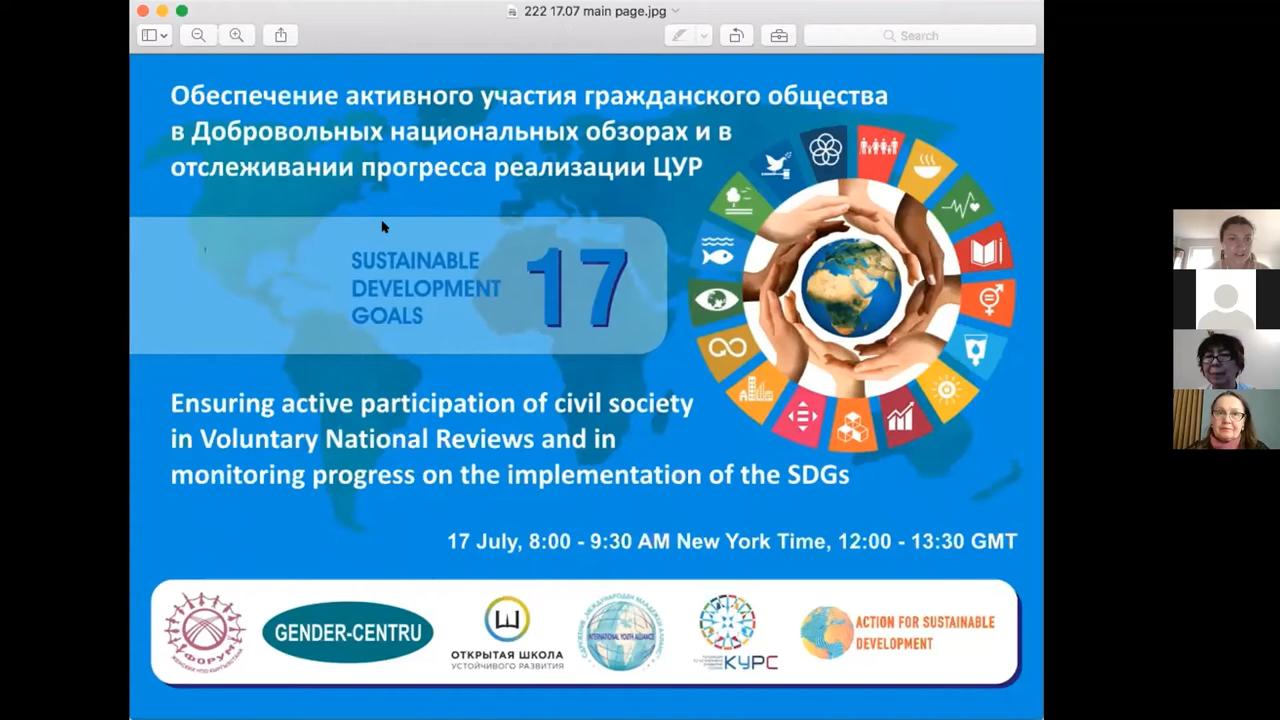 222 17.07 main page.jpg
Search
Обеспечение активного участия гражданского общества
в Добровольных национальных обзорах и в
отслеживании прогресса реализации ЦУР
SUSTAINABLE
DEVELOPMENT
GOALS
17
Ensuring active participation of civil society
in Voluntary National Reviews and in
monitoring progress on the implementation of the SDGs
17 July, 8:00 - 9:30 AM New York Time, 12:00 - 13:30 GMT
ФОРУМ
GENDER-CENTRU
Ш
ОТКРЫТАЯ ШКОЛА
УСТОЙЧИВОГО РАЗВИТИЯ
INTERNATIONAL YOUTH ALLIANCE
КУРС
ACTION FOR SUSTAINABLE
DEVELOPMENT